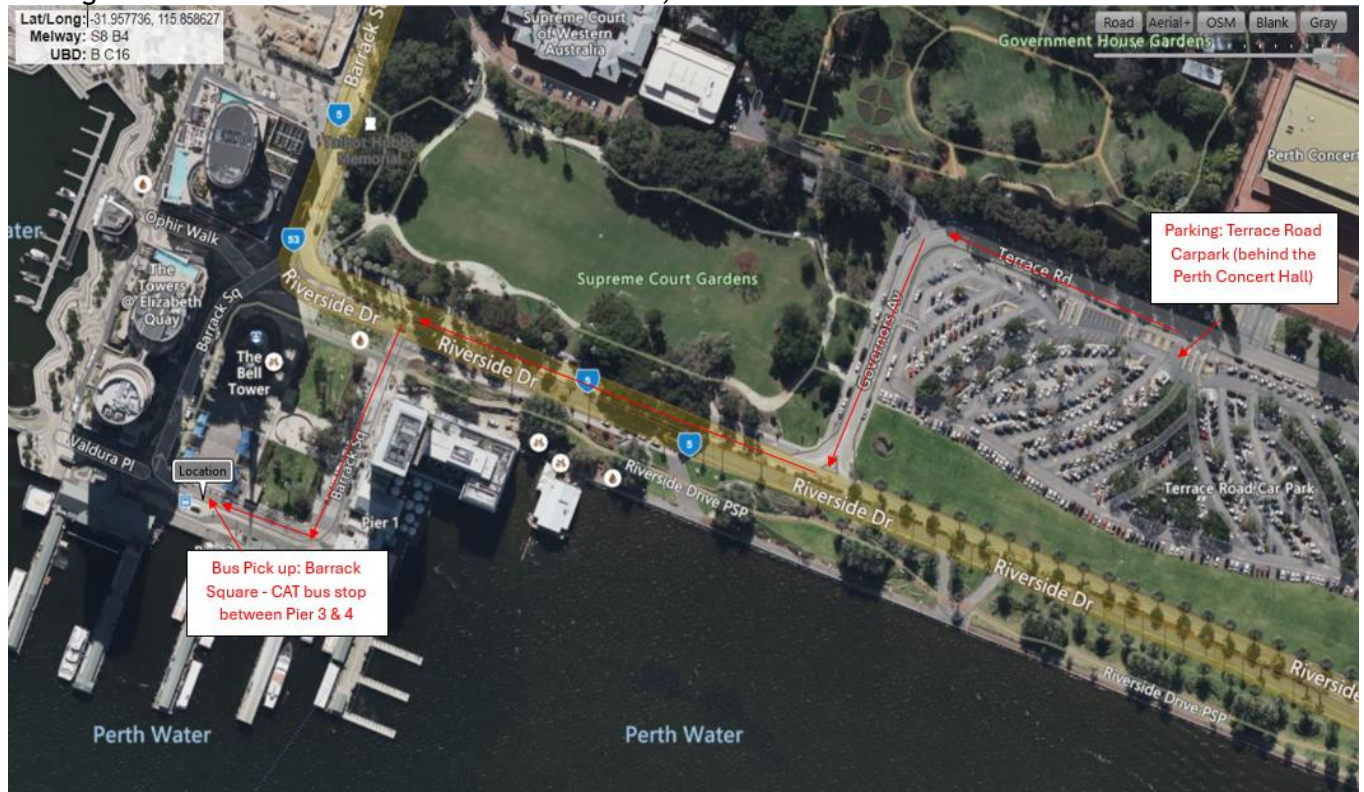 Lat/Long: -31.957736, 115.858627
Melway: S8 B4
UBD: B C16
Road Aerial+ OSM Blank Gray
Barrack S
Supreme Court
of Western
Australia
Government House Gardens
5
Talbot Hobbs
Memorial
Perth Concert
Ophir Walk
ater
53
The
Towers
@ Elizabeth
Quay
Barrack Sq
Riverside Dr
Supreme Court Gardens
Terrace Rd
Parking: Terrace Road
Carpark (behind the
Perth Concert Hall)
Governors Av
The
Bell
Tower
Riverside Dr
5
5
Valdura Pl
Location
Barrack Sq
Pier 1
Riverside Drive PSP
Riverside Dr
Terrace Road Car Park
Bus Pick up: Barrack
Square - CAT bus stop
between Pier 3 & 4
Riverside Dr
Riverside
Riverside Drive PSP
Perth Water
Perth Water